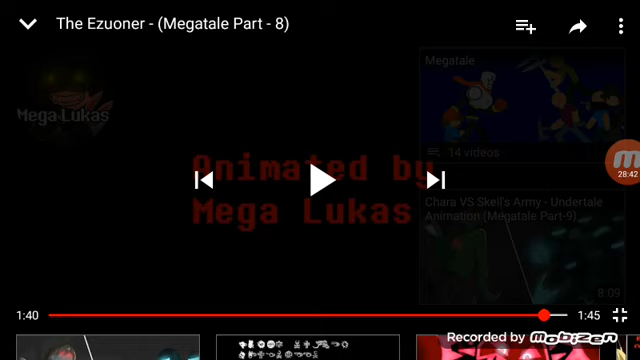 The Ezuoner - (Megatale Part - 8)
Megatale
Mega Lukas
14 videos
28:42
Animated by
Mega Lukas
Chara VS Skell's Army - Undertale
Animation (Megatale Part-9)
8:09
1:40
1:45
Recorded by Mobizen